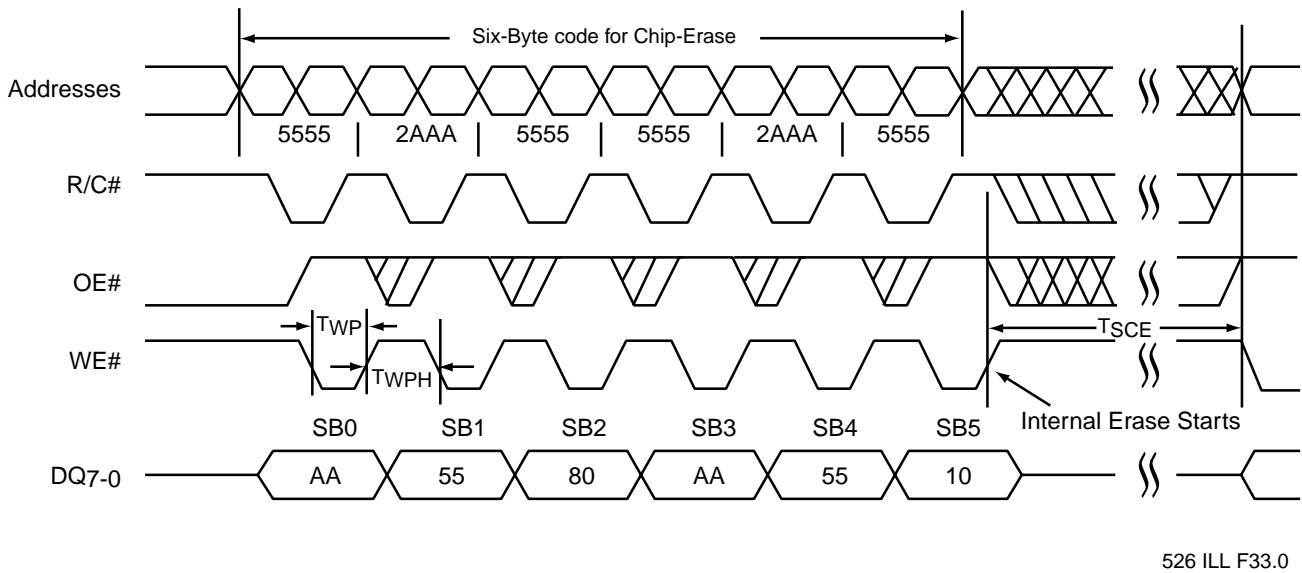 Six-Byte code for Chip-Erase
Addresses
5555 2AAA 5555 5555 2AAA 5555
R/C#
OE#
TWP
TSCE
WE#
TWPH
Internal Erase Starts
SB0 SB1 SB2 SB3 SB4 SB5
DQ7-0
AA 55 80 AA 55 10
526 ILL F33.0